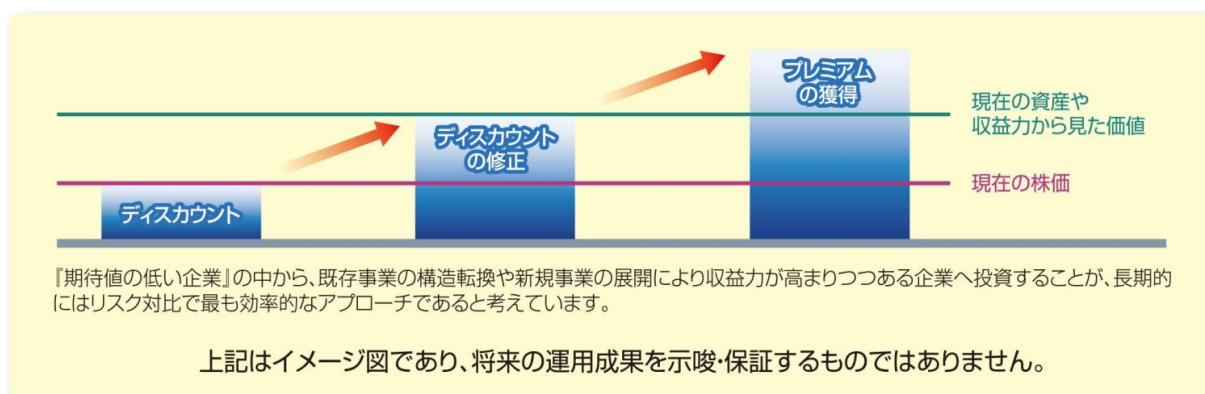 プレミアム
の獲得
現在の資産や
収益力から見た価値
ディスカウント
の修正
現在の株価
ディスカウント
『期待値の低い企業』の中から、既存事業の構造転換や新規事業の展開により収益力が高まりつつある企業へ投資することが、長期的
にはリスク対比で最も効率的なアプローチであると考えています。
上記はイメージ図であり、将来の運用成果を示唆・保証するものではありません。